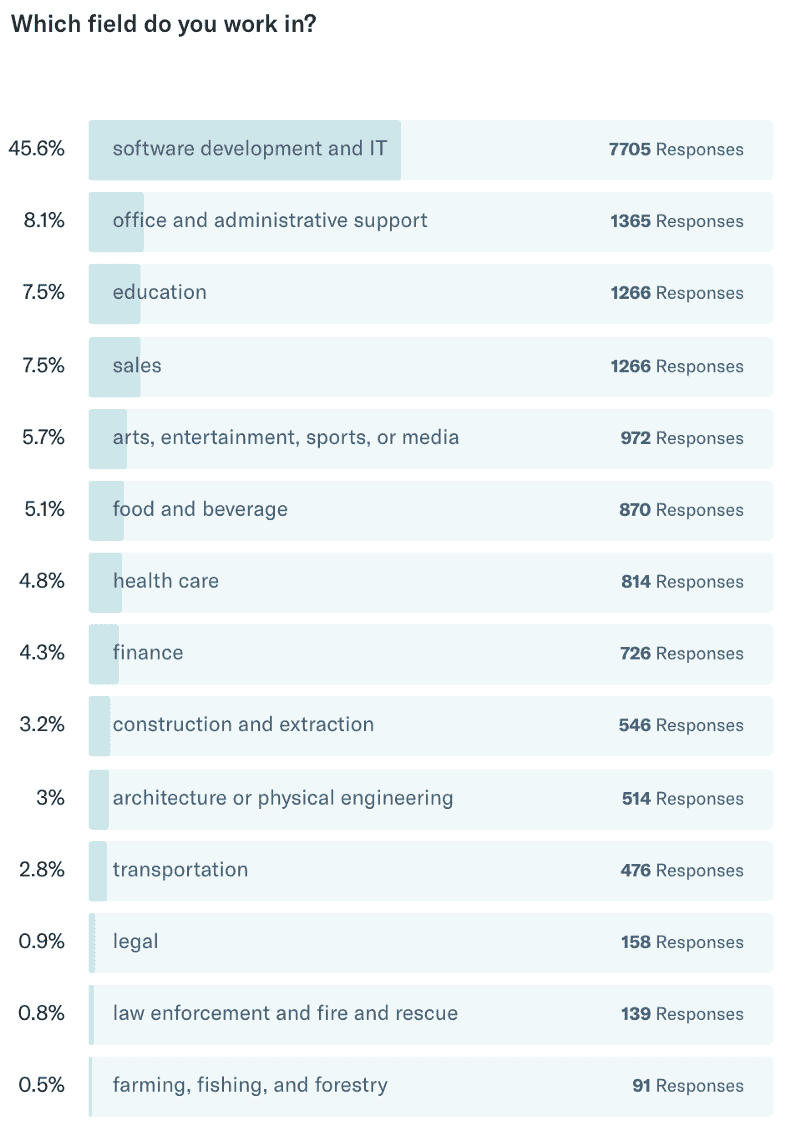 Which field do you work in?
45.6% software development and IT 7705 Responses
8.1% office and administrative support 1365 Responses
7.5% education 1266 Responses
7.5% sales 1266 Responses
5.7% arts, entertainment, sports, or media 972 Responses
5.1% food and beverage 870 Responses
4.8% health care 814 Responses
4.3% finance 726 Responses
3.2% construction and extraction 546 Responses
3% architecture or physical engineering 514 Responses
2.8% transportation 476 Responses
0.9% legal 158 Responses
0.8% law enforcement and fire and rescue 139 Responses
0.5% farming, fishing, and forestry 91 Responses